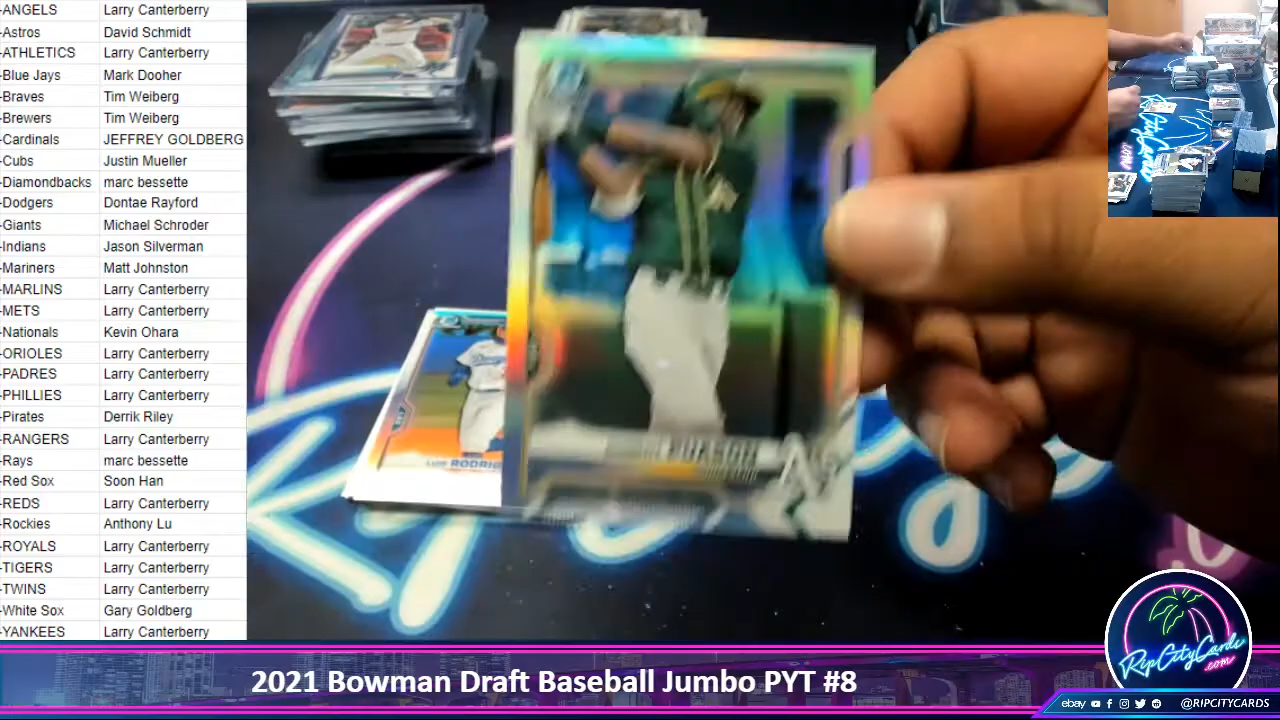 -ANGELS Larry Canterberry
-Astros David Schmidt
-ATHLETICS Larry Canterberry
-Blue Jays Mark Dooher
-Braves Tim Weiberg
-Brewers Tim Weiberg
-Cardinals JEFFREY GOLDBERG
-Cubs Justin Mueller
-Diamondbacks marc bessette
-Dodgers Dontae Rayford
-Giants Michael Schroder
-Indians Jason Silverman
-Mariners Matt Johnston
-MARLINS Larry Canterberry
-METS Larry Canterberry
-Nationals Kevin Ohara
-ORIOLES Larry Canterberry
-PADRES Larry Canterberry
-PHILLIES Larry Canterberry
-Pirates Derrik Riley
-RANGERS Larry Canterberry
-Rays marc bessette
-Red Sox Soon Han
-REDS Larry Canterberry
-Rockies Anthony Lu
-ROYALS Larry Canterberry
-TIGERS Larry Canterberry
-TWINS Larry Canterberry
-White Sox Gary Goldberg
-YANKEES Larry Canterberry
RODRIG
RipCityCards
.com
2021 Bowman Draft Baseball Jumbo PYT #8
ebay @RIPCITYCARDS